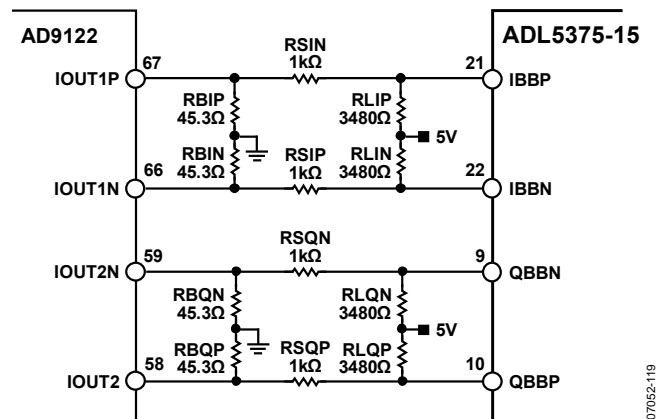 AD9122
ADL5375-15
67
RSIN
1kΩ
21
IOUT1P
IBBP
RBIP
45.3Ω
RLIP
3480Ω
5V
RBIN
45.3Ω
RSIP
1kΩ
RLIN
3480Ω
66
22
IOUT1N
IBBN
59
RSQN
1kΩ
9
IOUT2N
QBBN
RBQN
45.3Ω
RLQN
3480Ω
5V
RBQP
45.3Ω
RSQP
1kΩ
RLQP
3480Ω
58
10
IOUT2
QBBP
07052-119